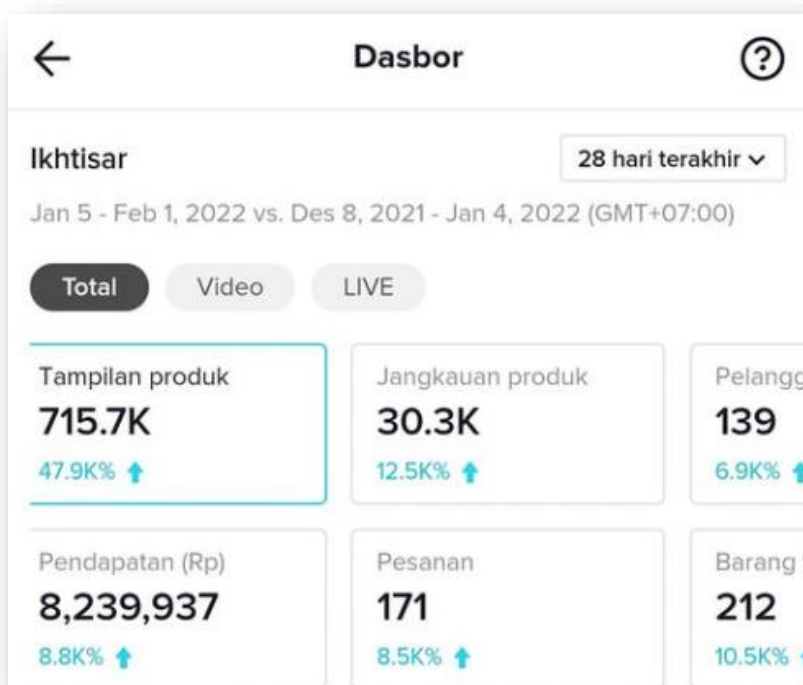 Dasbor
Ikhtisar
28 hari terakhir
Jan 5 - Feb 1, 2022 vs. Des 8, 2021 - Jan 4, 2022 (GMT+07:00)
Total Video LIVE
Tampilan produk
715.7K
47.9K%
Jangkauan produk
30.3K
12.5K%
Pelangg
139
6.9K%
Pendapatan (Rp)
8,239,937
8.8K%
Pesanan
171
8.5K%
Barang
212
10.5K%